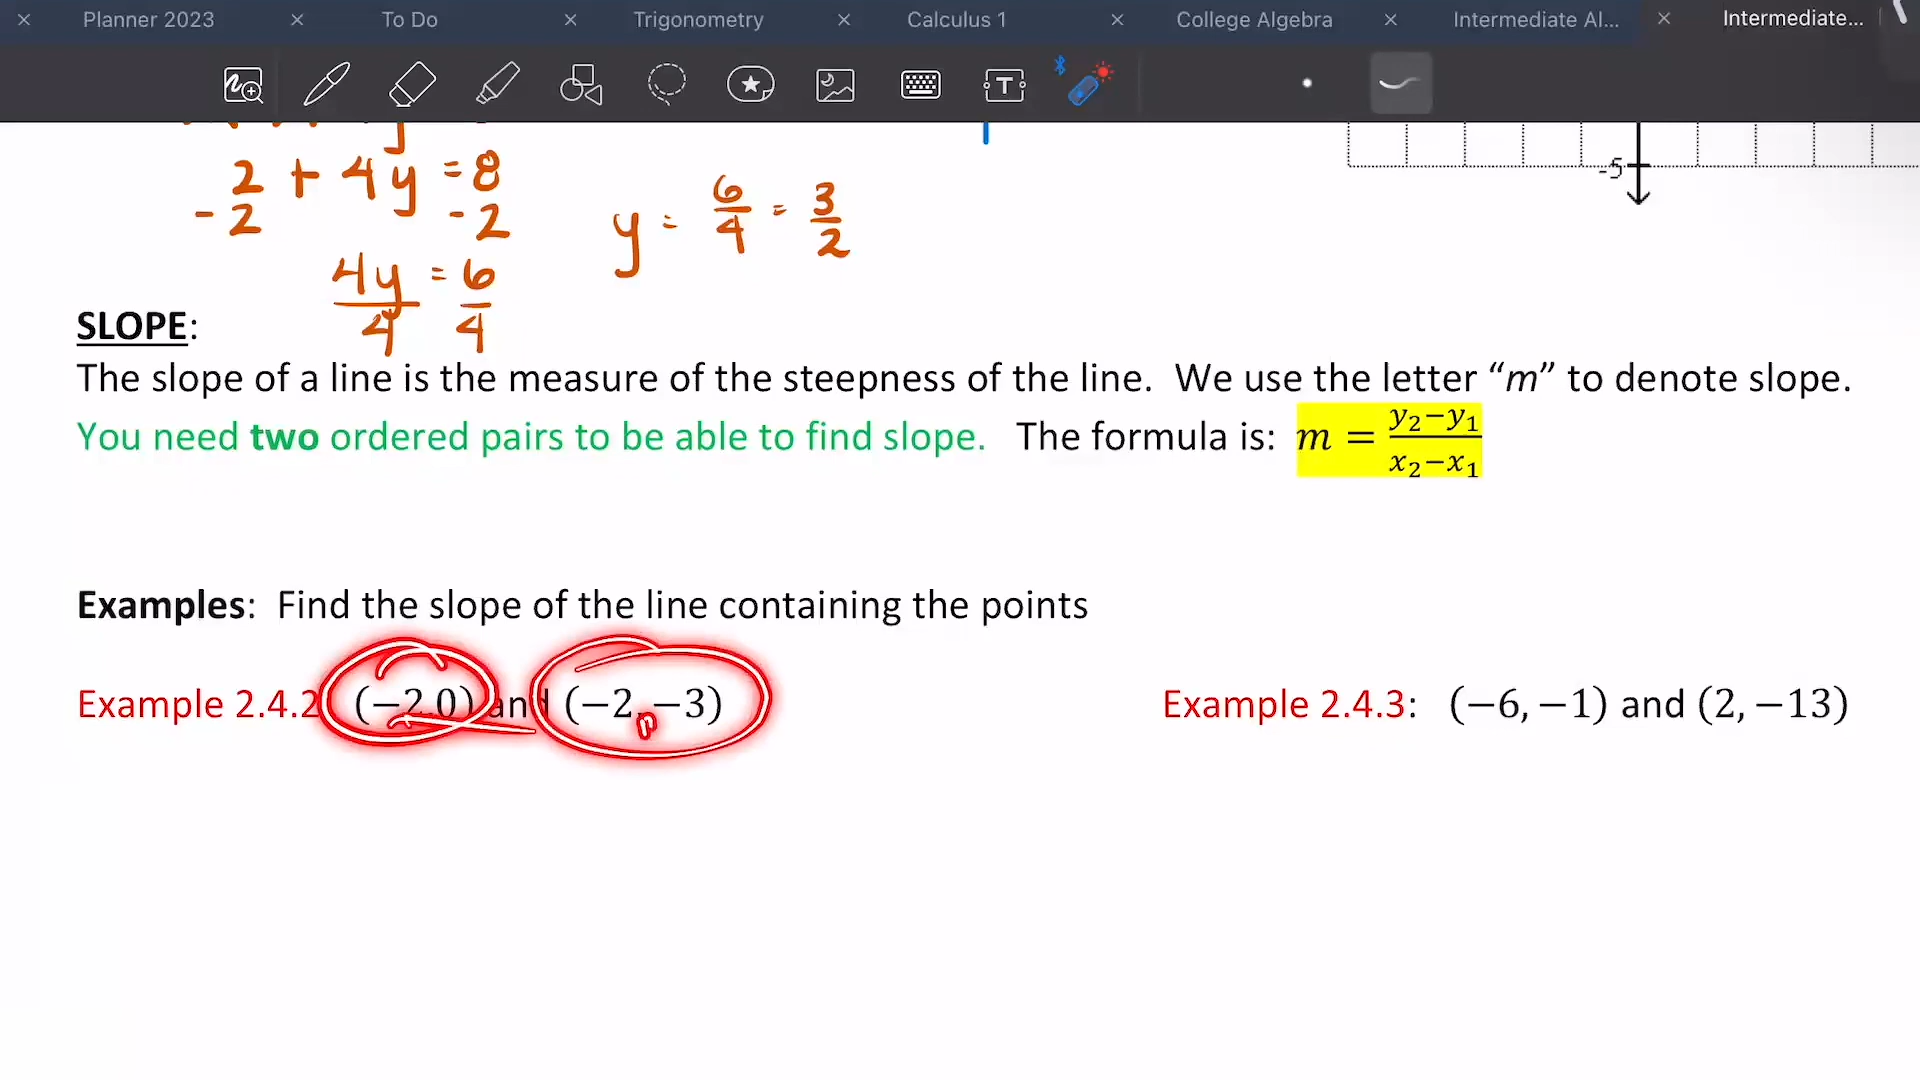 Planner 2023 To Do Trigonometry Calculus 1 College Algebra Intermediate Al... Intermediate...
2 + 4y = 8
-2 -2
y = 6/4 = 3/2
4y/4 = 6/4
-5
SLOPE:
The slope of a line is the measure of the steepness of the line. We use the letter “m” to denote slope.
You need two ordered pairs to be able to find slope. The formula is: m = y₂−y₁/x₂−x₁
Examples: Find the slope of the line containing the points
Example 2.4.2 (−2,0) and (−2,−3)
Example 2.4.3: (−6,−1) and (2,−13)